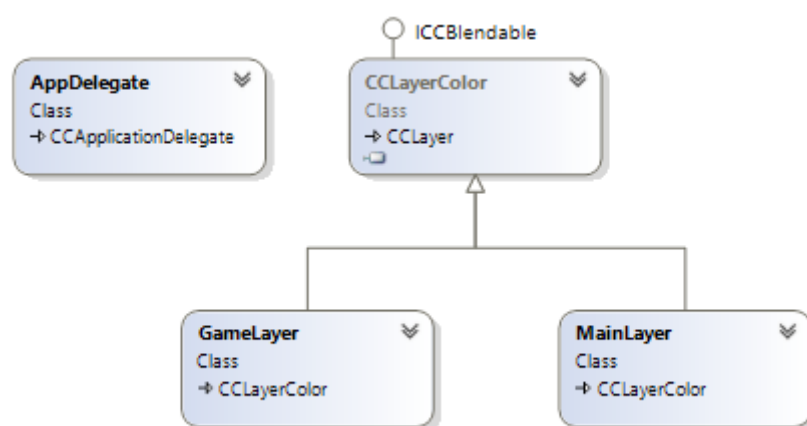 ICCBlendable
AppDelegate
Class
CCApplicationDelegate
CCLayerColor
Class
CCLayer
GameLayer
Class
CCLayerColor
MainLayer
Class
CCLayerColor